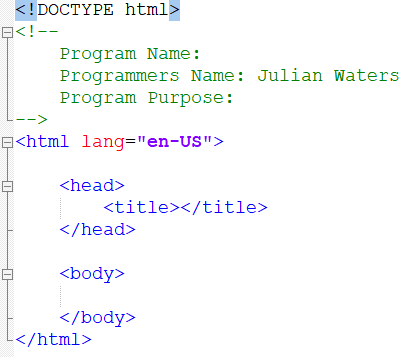 <!DOCTYPE html>
<!--
    Program Name:
    Programmers Name: Julian Waters
    Program Purpose:
-->
<html lang="en-US">
    <head>
        <title></title>
    </head>
    <body>
    </body>
</html>